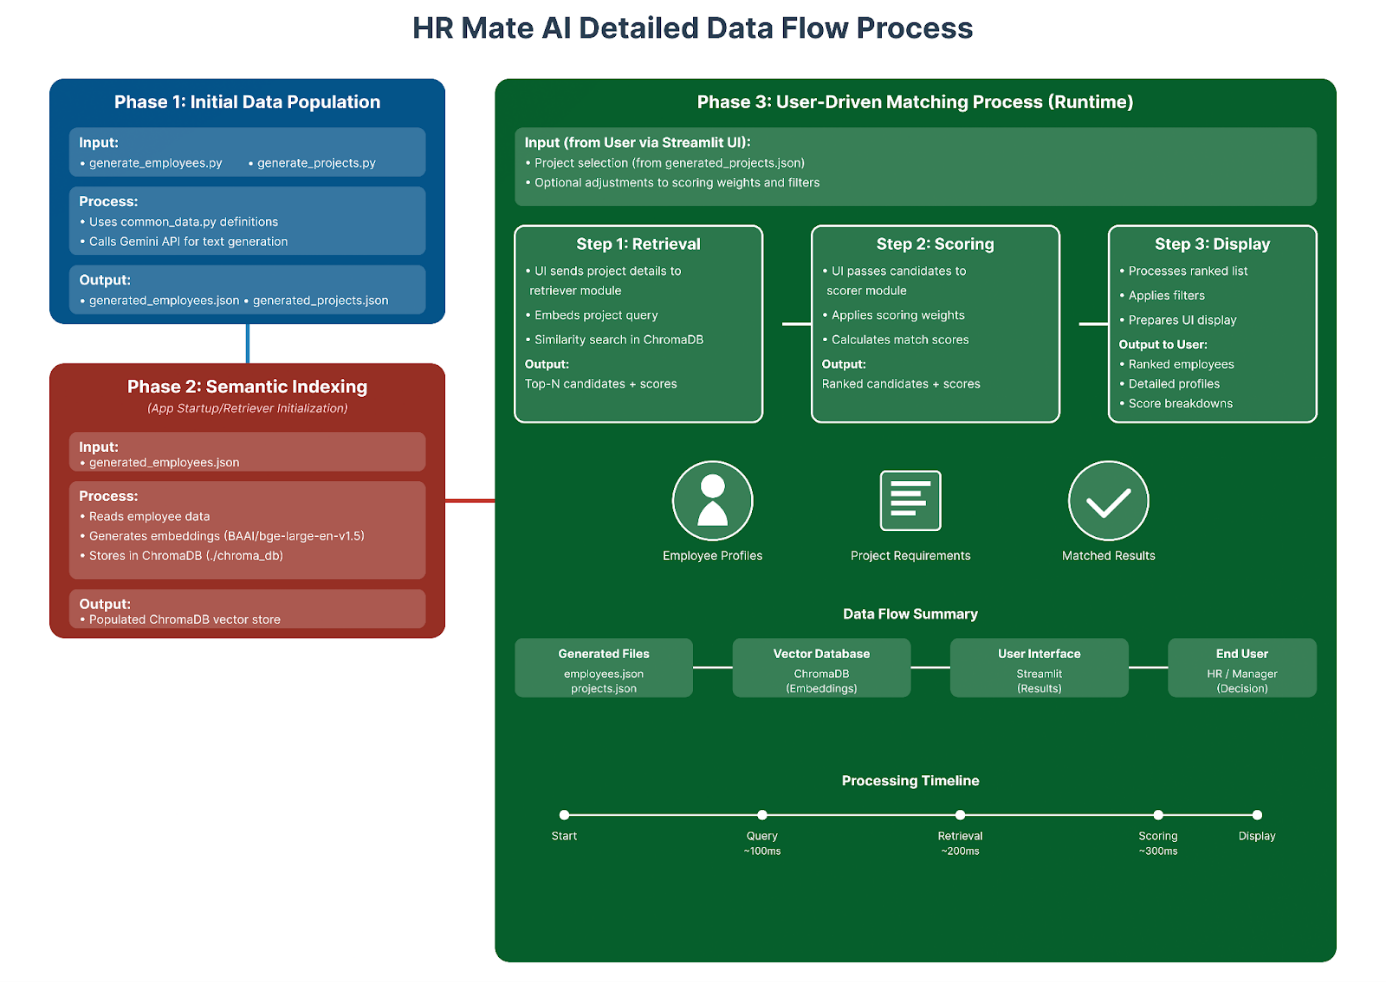 HR Mate AI Detailed Data Flow Process
Phase 1: Initial Data Population
Input:
• generate_employees.py • generate_projects.py
Process:
• Uses common_data.py definitions
• Calls Gemini API for text generation
Output:
• generated_employees.json • generated_projects.json
Phase 2: Semantic Indexing
(App Startup/Retriever Initialization)
Input:
• generated_employees.json
Process:
• Reads employee data
• Generates embeddings (BAAI/bge-large-en-v1.5)
• Stores in ChromaDB (./chroma_db)
Output:
• Populated ChromaDB vector store
Phase 3: User-Driven Matching Process (Runtime)
Input (from User via Streamlit UI):
• Project selection (from generated_projects.json)
• Optional adjustments to scoring weights and filters
Step 1: Retrieval
• UI sends project details to
retriever module
• Embeds project query
• Similarity search in ChromaDB
Output:
Top-N candidates + scores
Step 2: Scoring
• UI passes candidates to
scorer module
• Applies scoring weights
• Calculates match scores
Output:
Ranked candidates + scores
Step 3: Display
• Processes ranked list
• Applies filters
• Prepares UI display
Output to User:
• Ranked employees
• Detailed profiles
• Score breakdowns
Employee Profiles
Project Requirements
Matched Results
Data Flow Summary
Generated Files
employees.json
projects.json
Vector Database
ChromaDB
(Embeddings)
User Interface
Streamlit
(Results)
End User
HR / Manager
(Decision)
Processing Timeline
Start
Query
~100ms
Retrieval
~200ms
Scoring
~300ms
Display